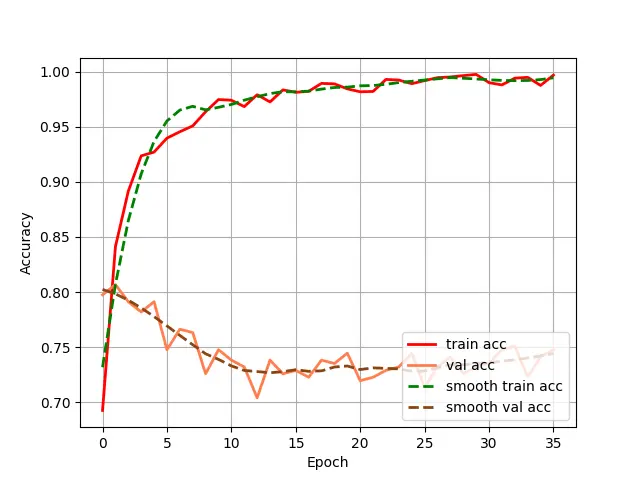 1.00
0.95
0.90
0.85
0.80
0.75
0.70
Accuracy
train acc
val acc
smooth train acc
smooth val acc
0 5 10 15 20 25 30 35
Epoch